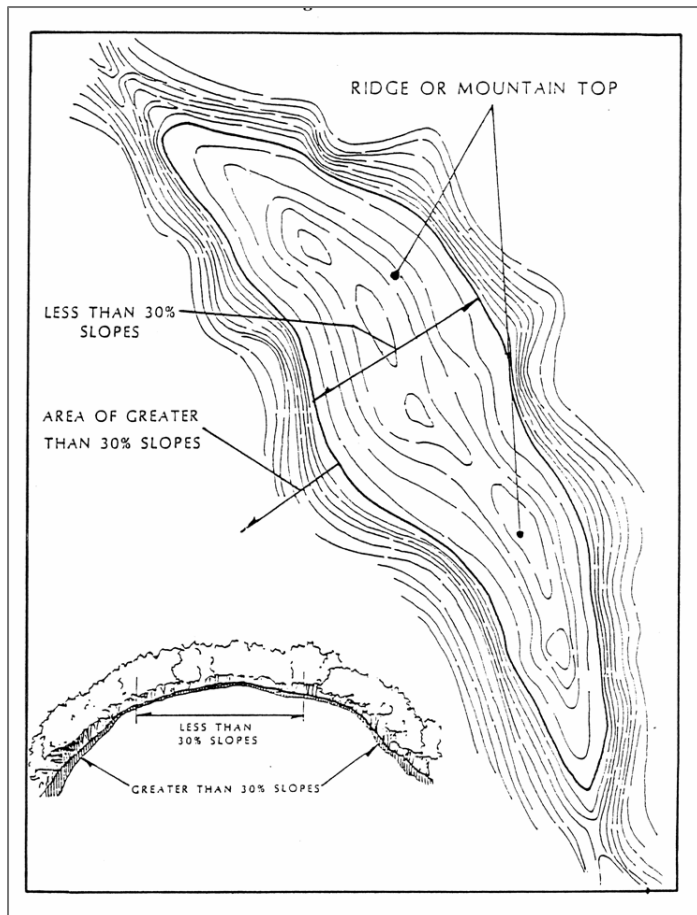 RIDGE OR MOUNTAIN TOP
LESS THAN 30%
SLOPES
AREA OF GREATER
THAN 30% SLOPES
LESS THAN
30% SLOPES
GREATER THAN 30% SLOPES